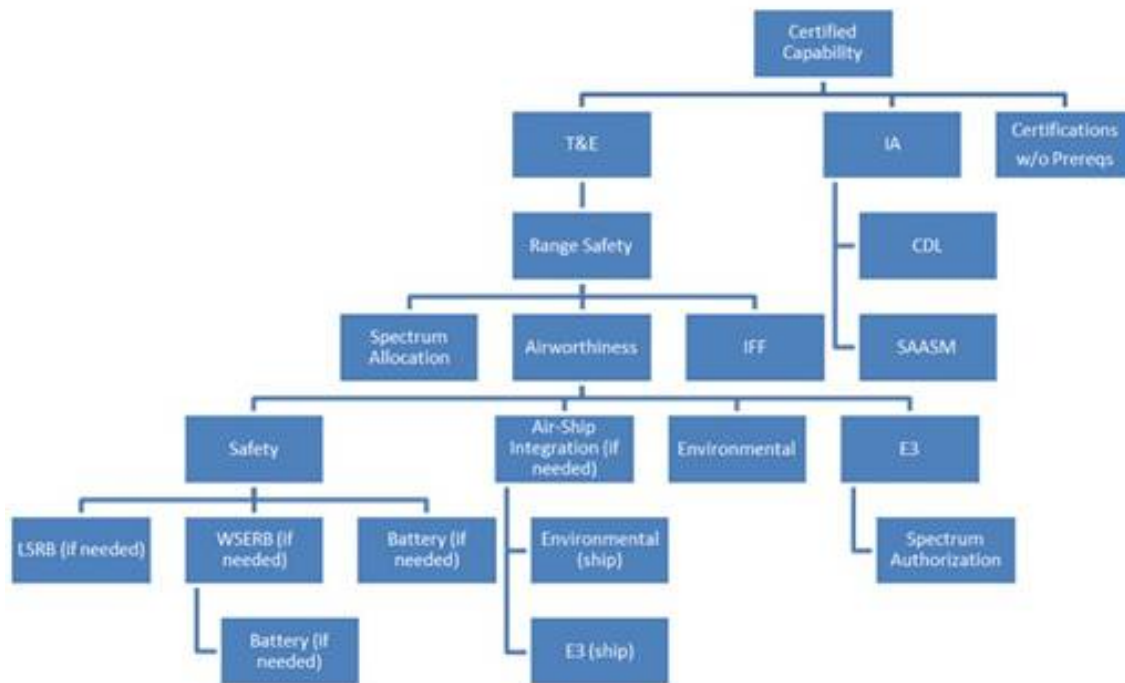 Certified
Capability
T&E
IA
Certifications
w/o Prereqs
Range Safety
CDL
Spectrum
Allocation
Airworthiness
IFF
SAASM
Safety
Air-Ship
Integration (if
needed)
Environmental
E3
LSRB (if needed)
WSERB (if
needed)
Battery (if
needed)
Environmental
(ship)
Spectrum
Authorization
Battery (if
needed)
E3 (ship)